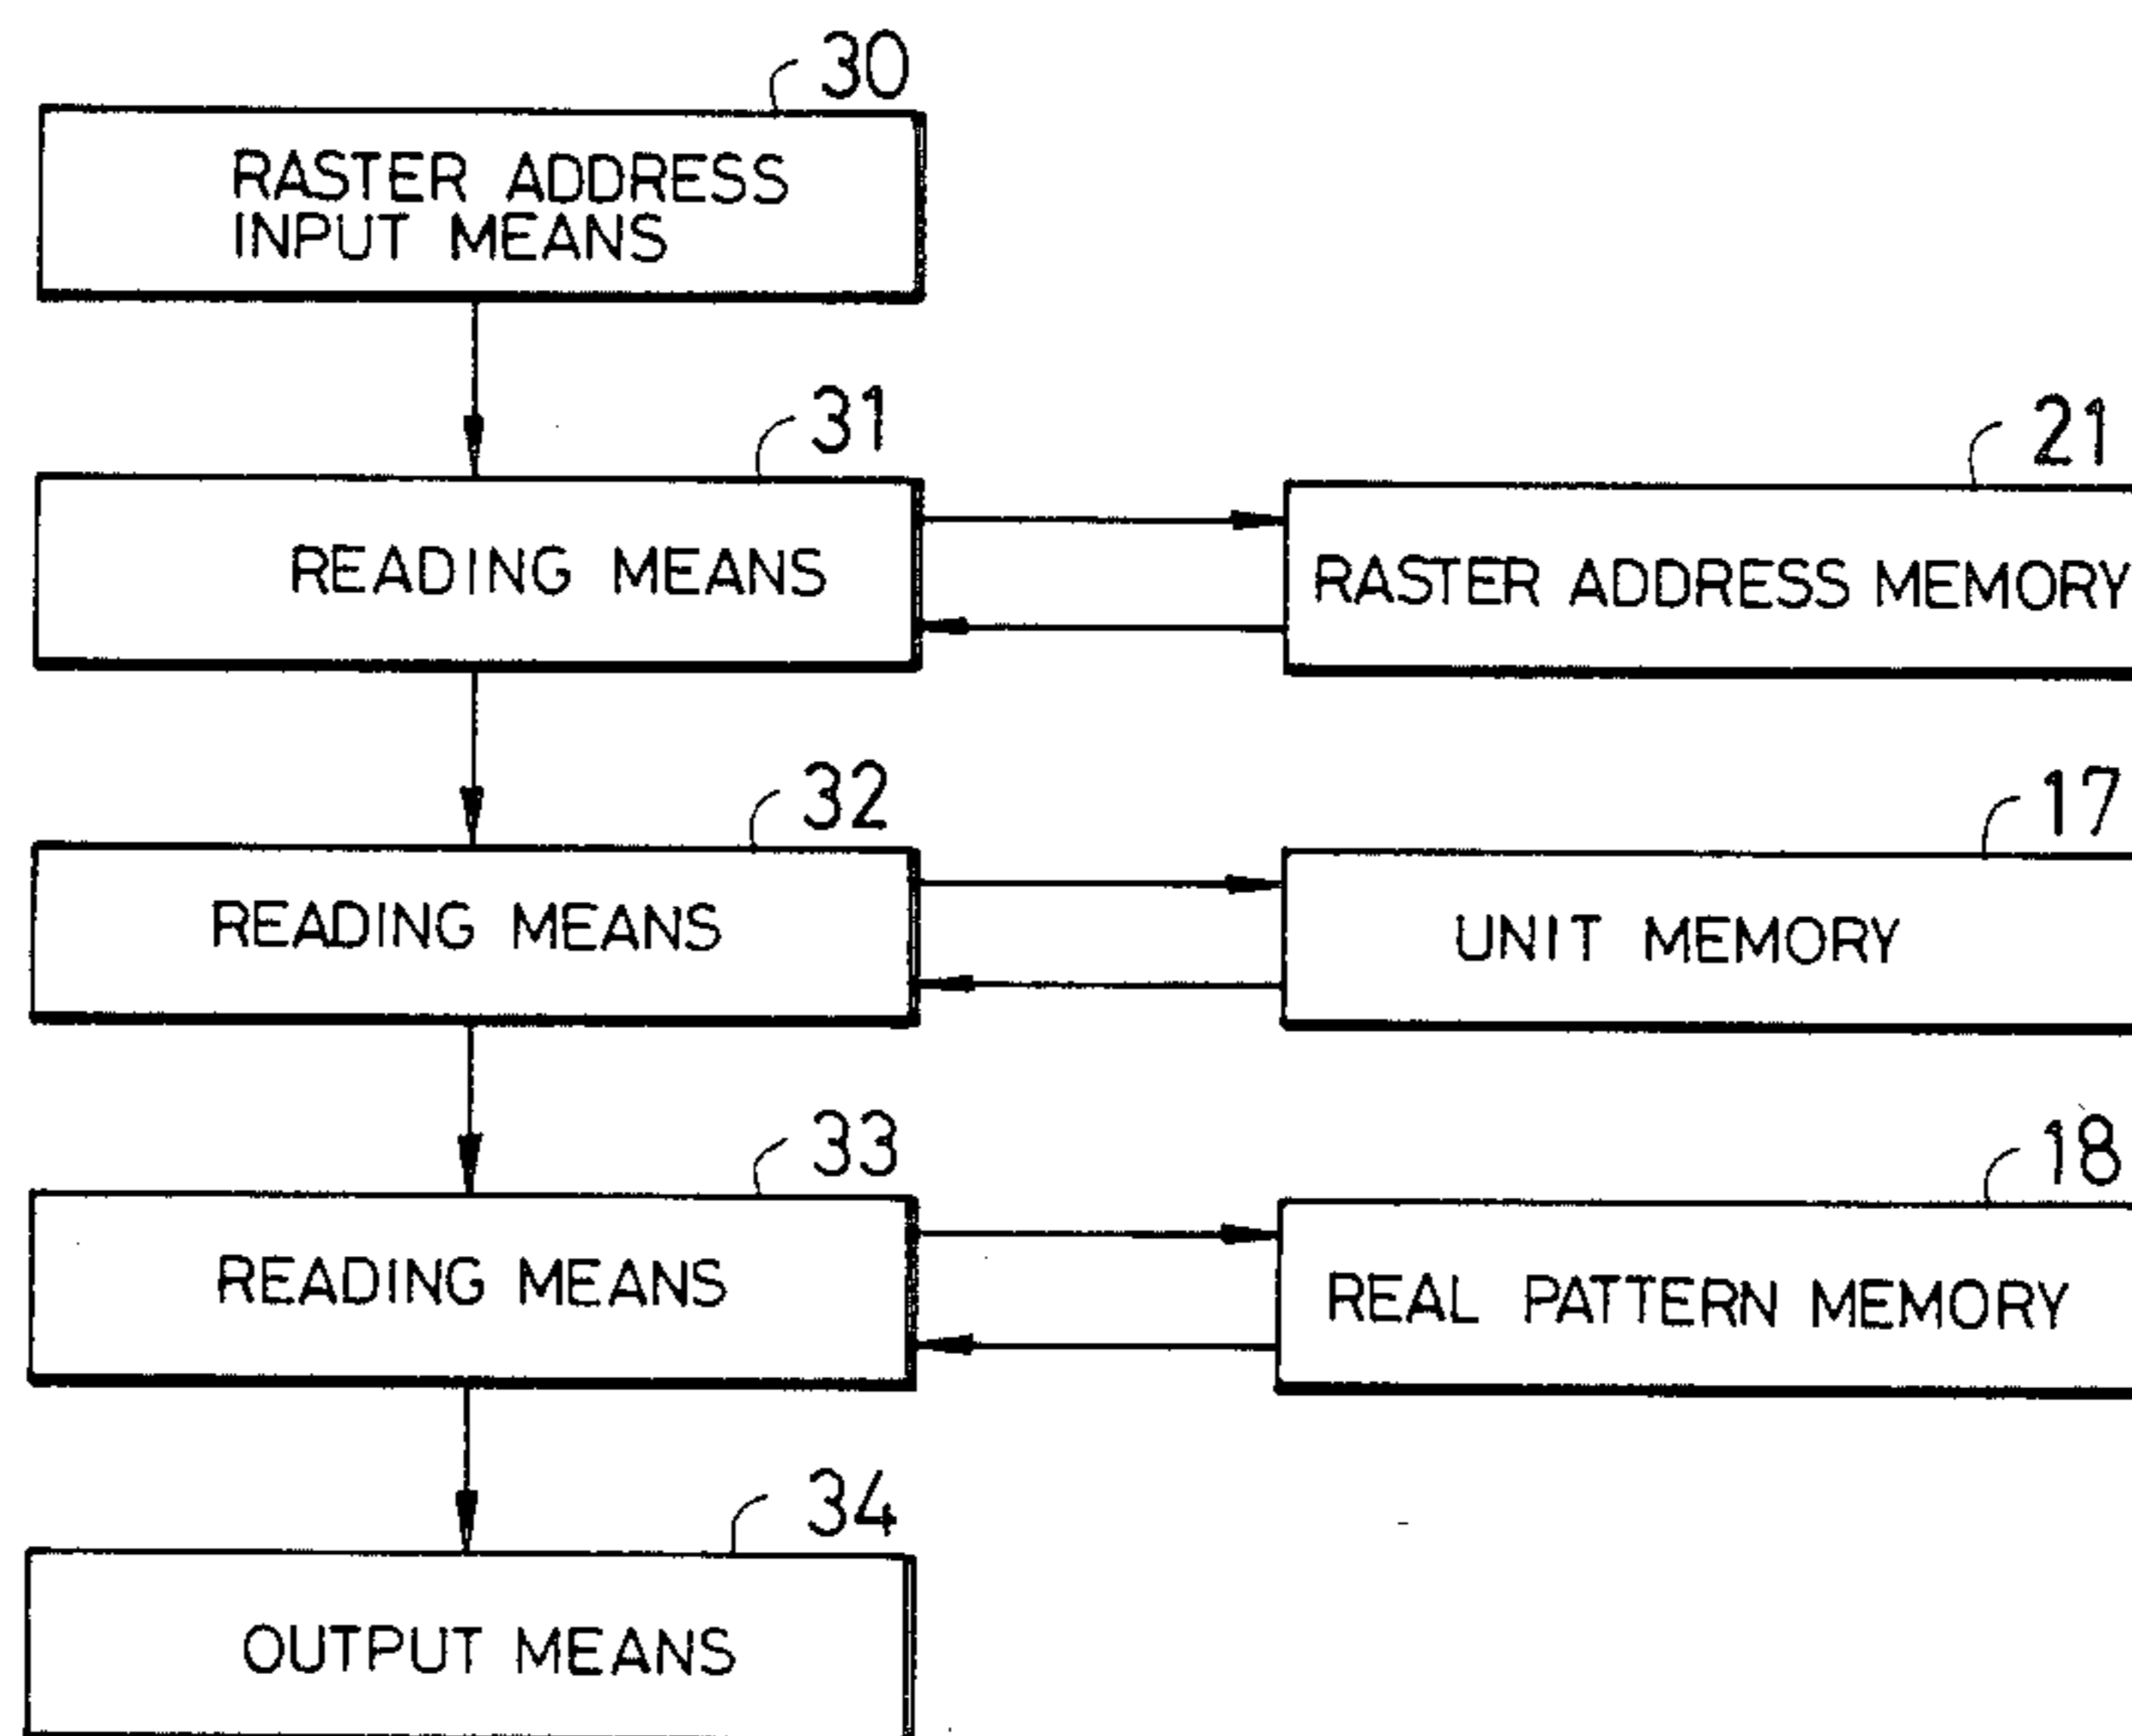 30
RASTER ADDRESS
INPUT MEANS
31
READING MEANS
21
RASTER ADDRESS MEMORY
32
READING MEANS
17
UNIT MEMORY
33
READING MEANS
18
REAL PATTERN MEMORY
34
OUTPUT MEANS